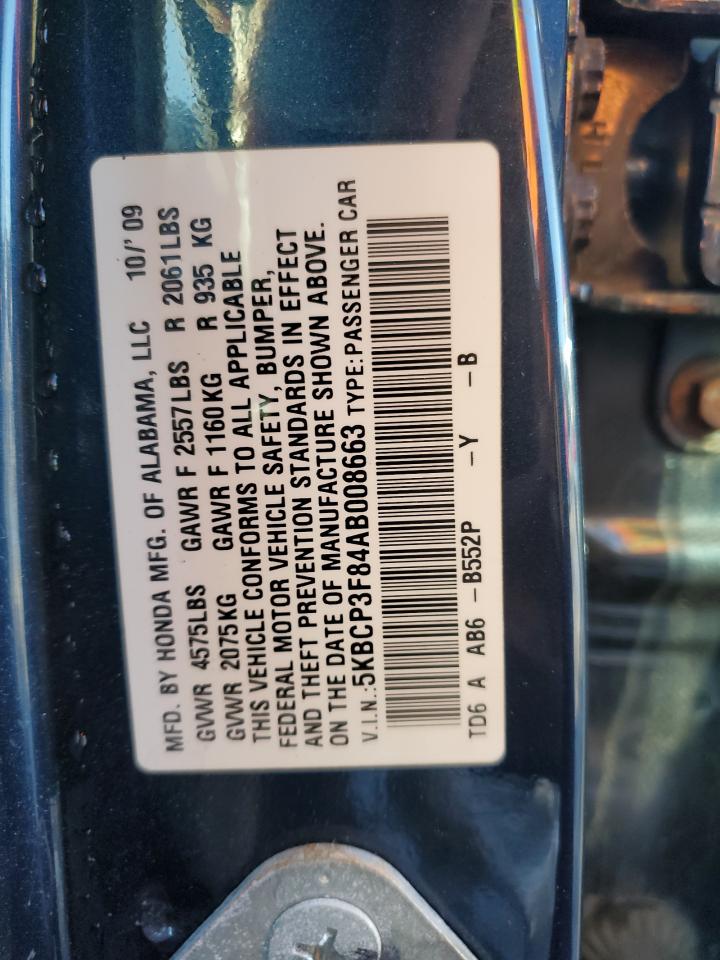 MFD. BY HONDA MFG. OF ALABAMA, LLC 10/' 09
GVWR 4575LBS GAWR F 2557LBS R 2061LBS
GVWR 2075KG GAWR F 1160KG R 935 KG
THIS VEHICLE CONFORMS TO ALL APPLICABLE
FEDERAL MOTOR VEHICLE SAFETY, BUMPER,
AND THEFT PREVENTION STANDARDS IN EFFECT
ON THE DATE OF MANUFACTURE SHOWN ABOVE.
V.I.N.:5KBCP3F84AB008663 TYPE:PASSENGER CAR
TD6 A AB6 -B552P -Y -B